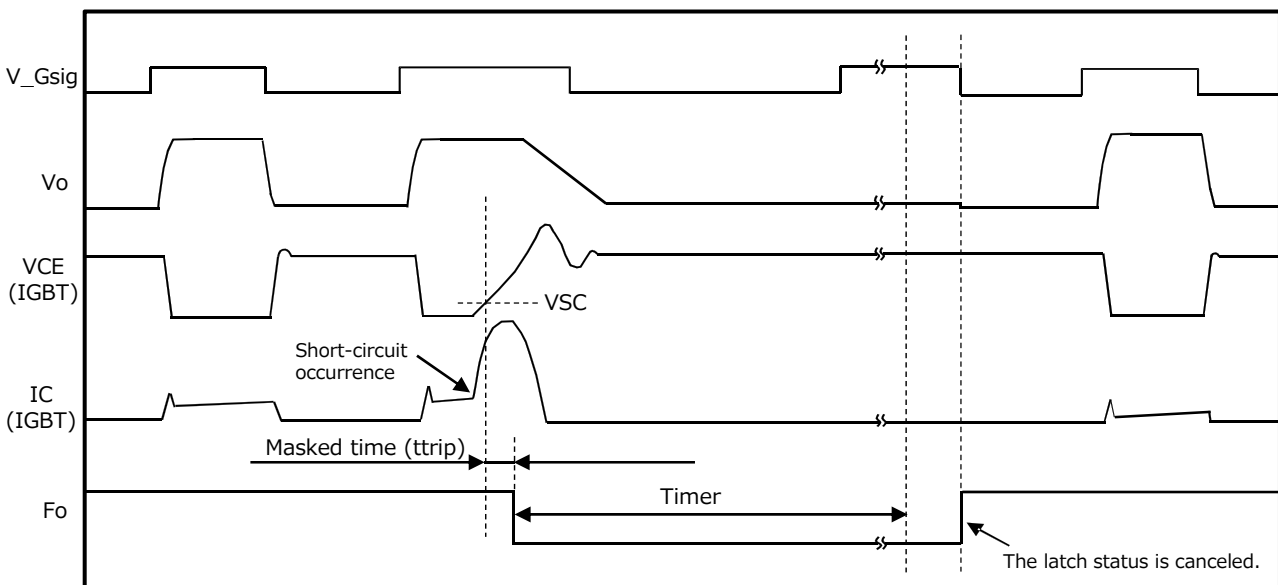 V_Gsig
Vo
VCE
(IGBT)
VSC
Short-circuit
occurrence
IC
(IGBT)
Masked time (ttrip)
Fo
Timer
The latch status is canceled.